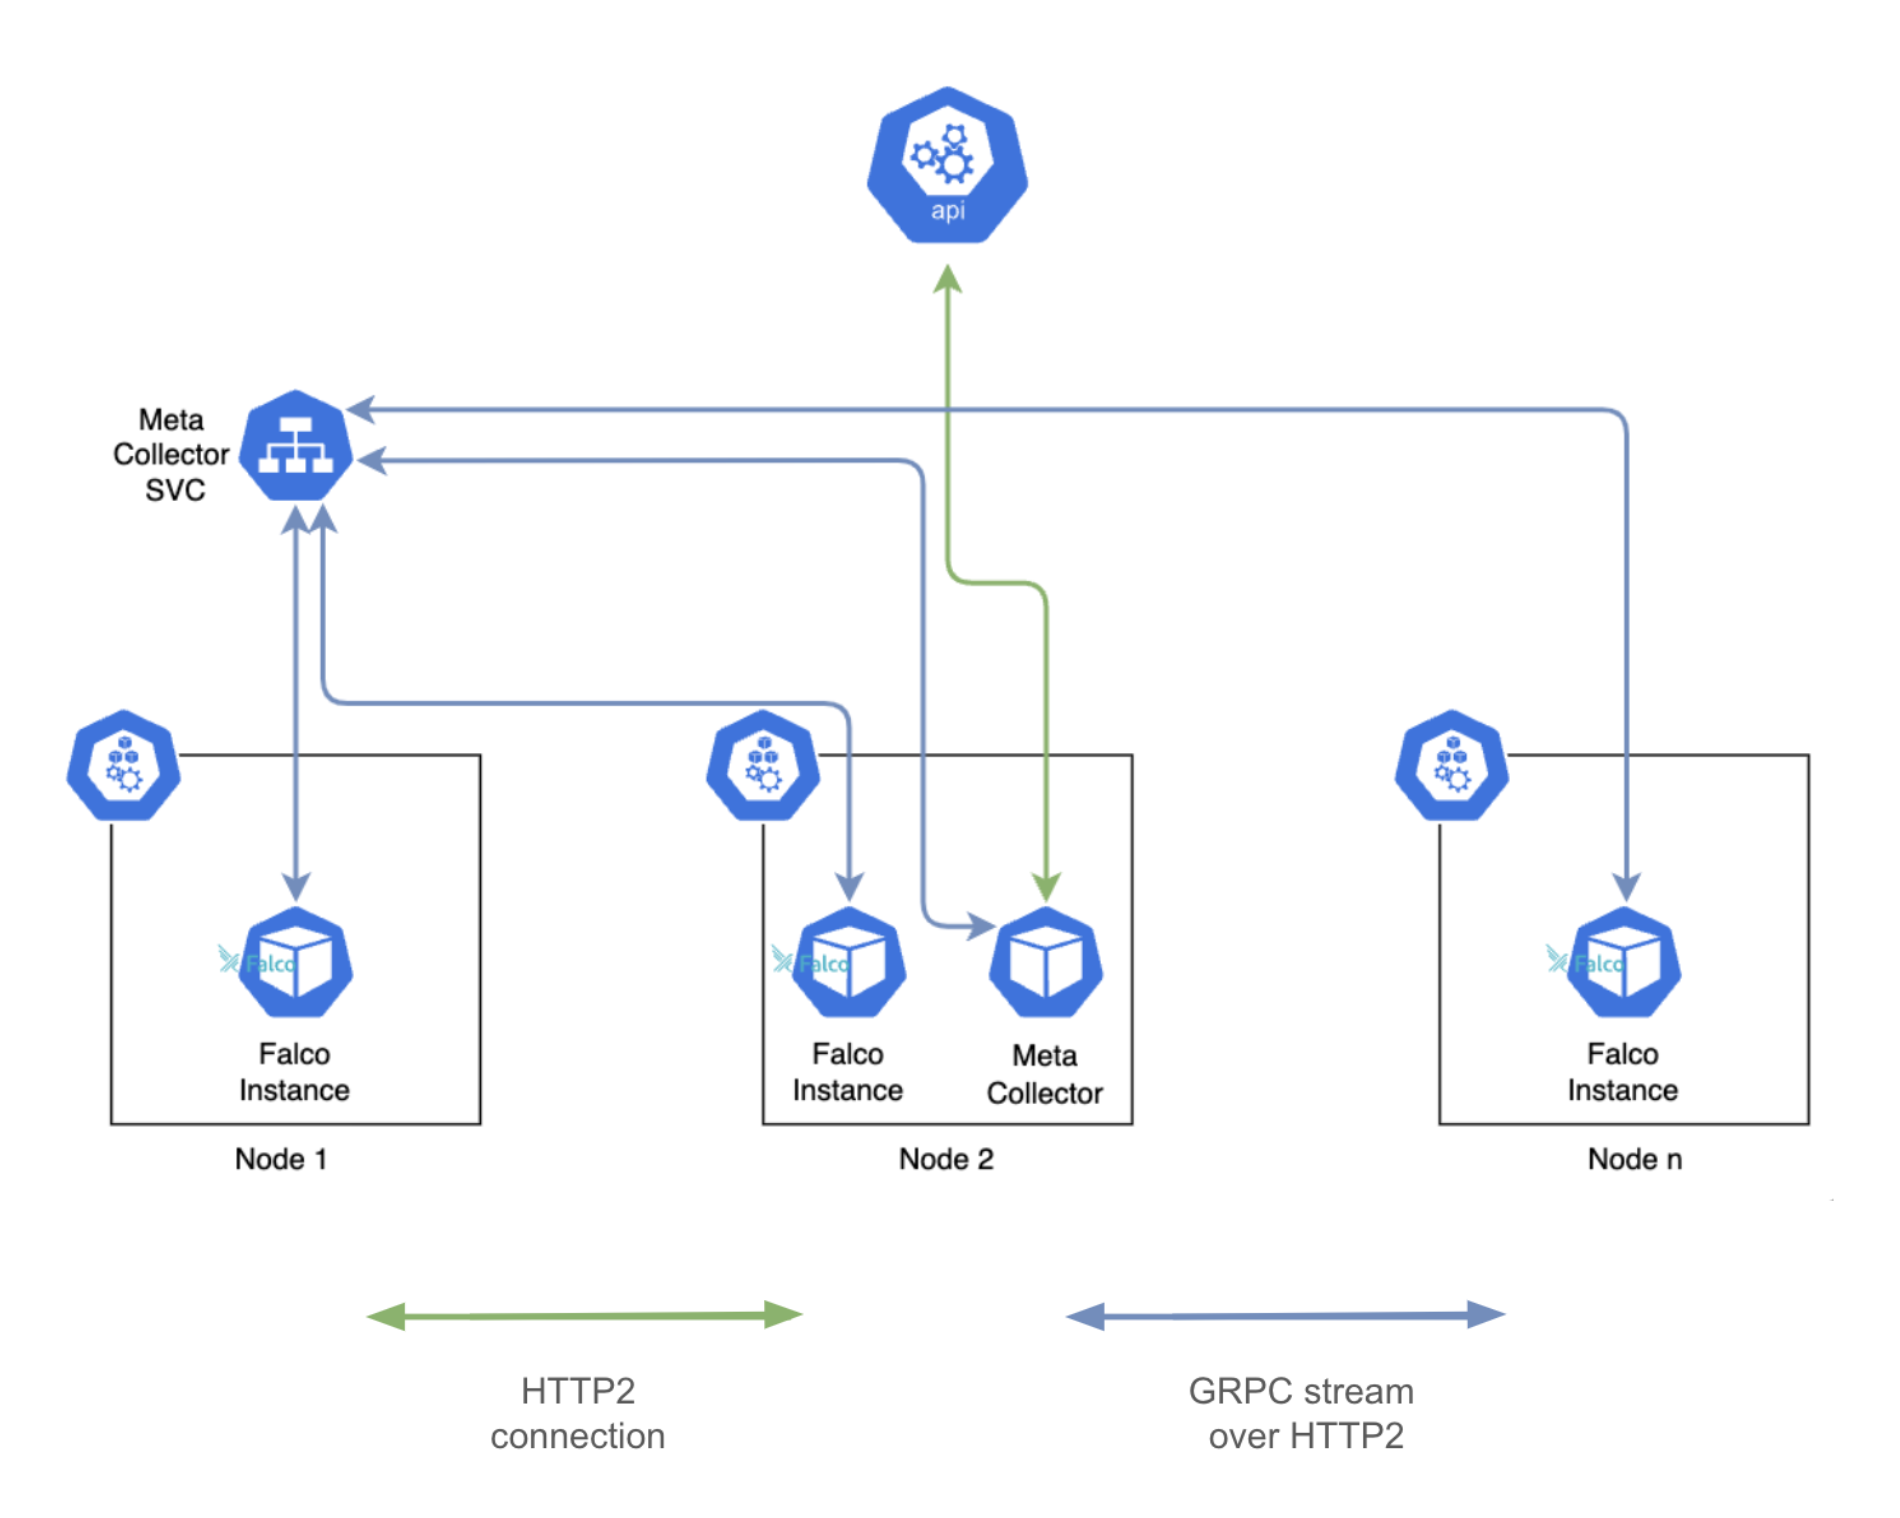 api
Meta
Collector
SVC
Falco
Falco
Instance
Node 1
Falco
Falco
Instance
Meta
Collector
Node 2
Falco
Falco
Instance
Node n
HTTP2
connection
GRPC stream
over HTTP2